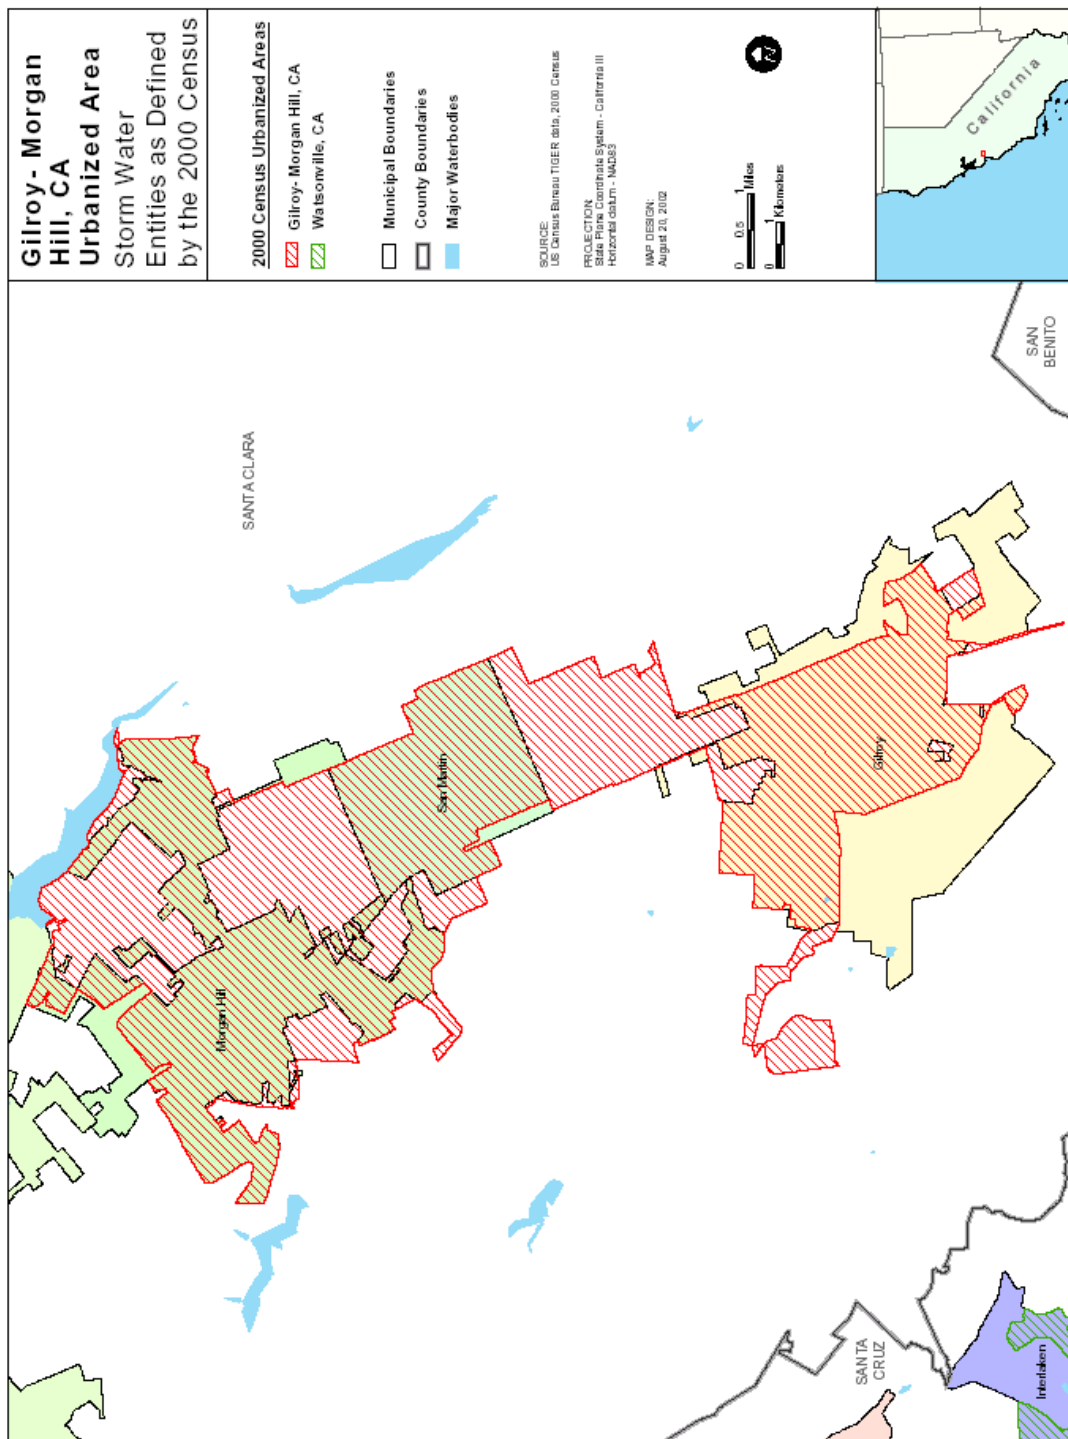 Gilroy- Morgan
Hill, CA
Urbanized Area
Storm Water
Entities as Defined
by the 2000 Census
2000 Census Urbanized Areas
Gilroy- Morgan Hill, CA
Watsonville, CA
Municipal Boundaries
County Boundaries
Major Waterbodies
SOURCE:
US Census Bureau TIGER data, 2000 Census
PROJECTION:
State Plane Coordinate System - California III
Horizontal datum - NAD83
MAP DESIGN:
August 20, 2002
0 0.5 1
Miles
0 1
Kilometers
N
California
SANTA CLARA
SAN
BENITO
Morgan Hill
San Martin
Gilroy
SANTA
CRUZ
Interlaken